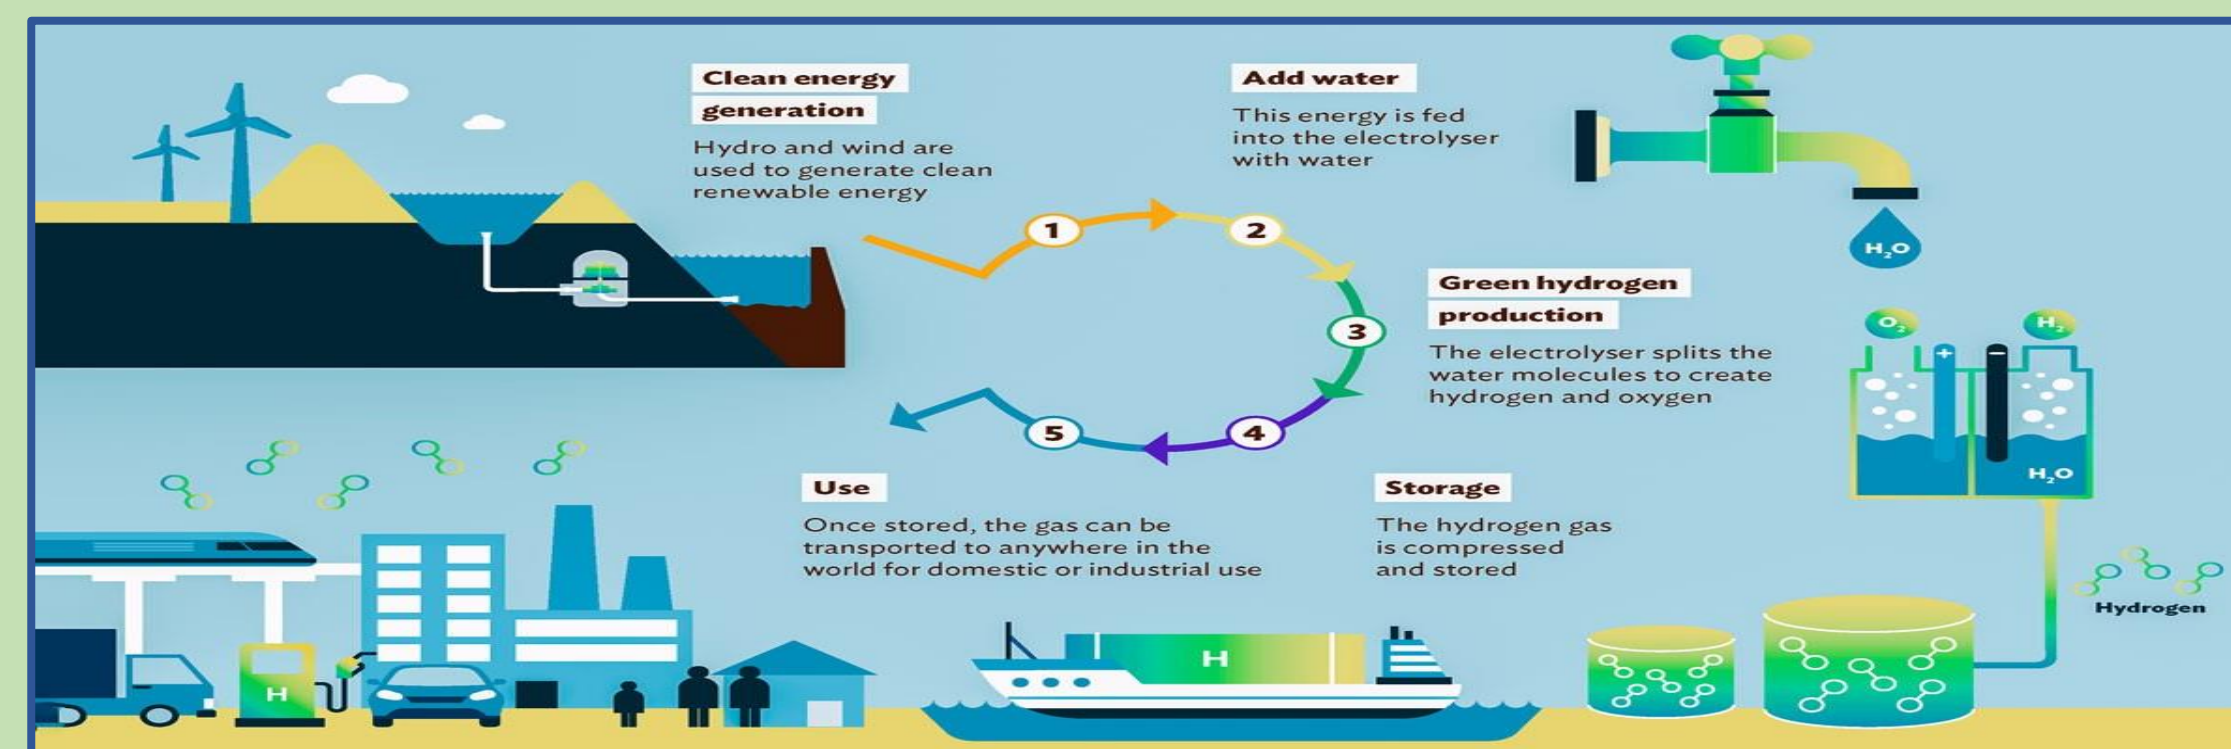 Clean energy
generation
Hydro and wind are
used to generate clean
renewable energy
1
Add water
This energy is fed
into the electrolyser
with water
2
H₂O
Green hydrogen
production
The electrolyser splits the
water molecules to create
hydrogen and oxygen
3
O₂
H₂
+
−
H₂O
Storage
The hydrogen gas
is compressed
and stored
4
Hydrogen
Use
Once stored, the gas can be
transported to anywhere in the
world for domestic or industrial use
5
H
H